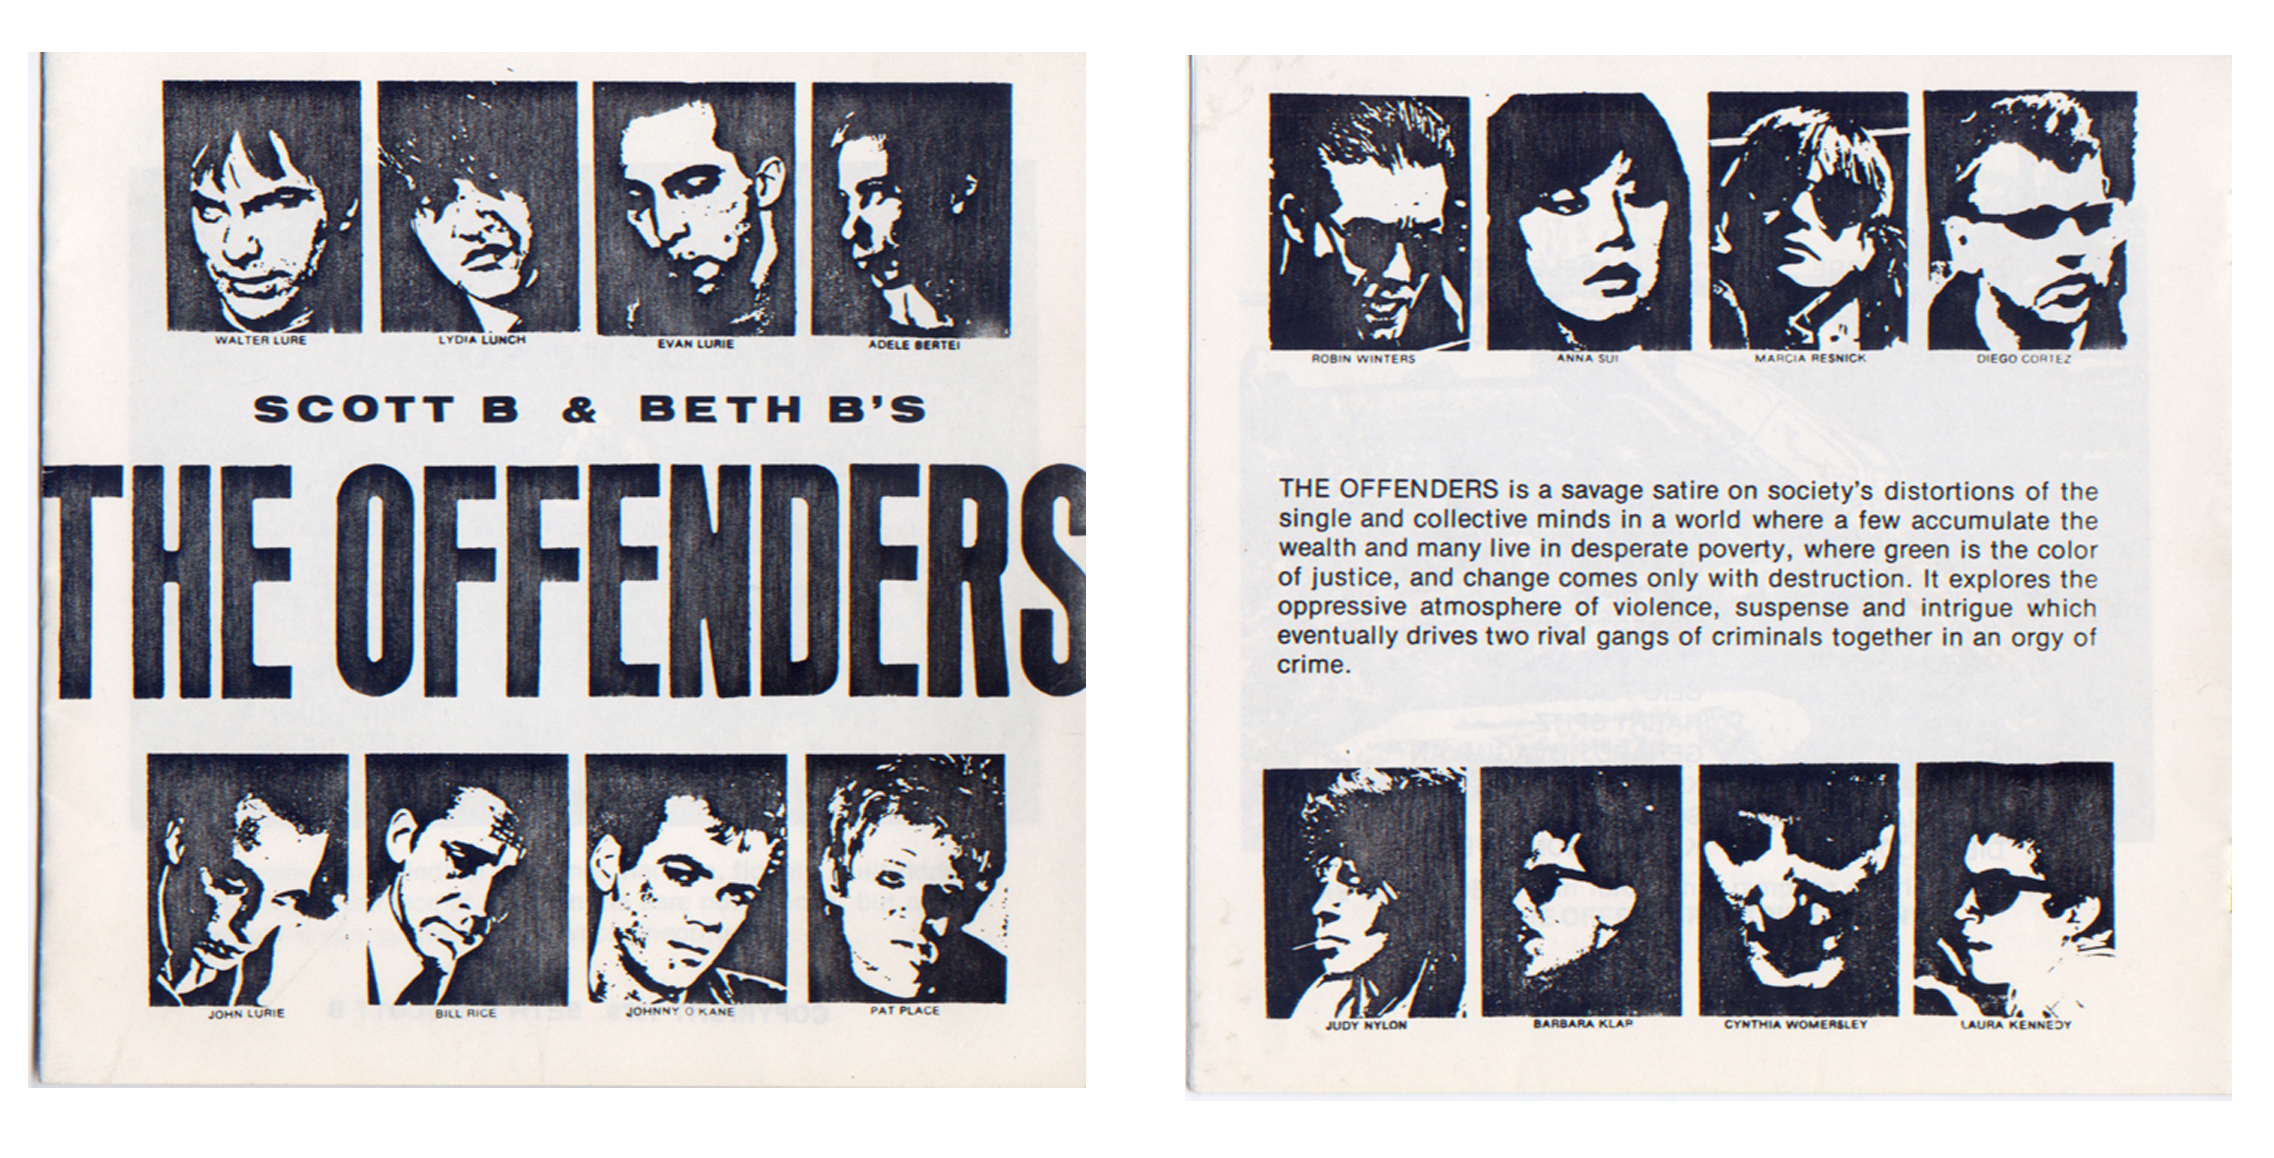 WALTER LURE
LYDIA LUNCH
EVAN LURIE
ADELE BERTEI
SCOTT B & BETH B'S
THE OFFENDERS
JOHN LURIE
BILL RICE
JOHNNY O KANE
PAT PLACE
ROBIN WINTERS
ANNA SUI
MARCIA RESNICK
DIEGO CORTEZ
THE OFFENDERS is a savage satire on society's distortions of the
single and collective minds in a world where a few accumulate the
wealth and many live in desperate poverty, where green is the color
of justice, and change comes only with destruction. It explores the
oppressive atmosphere of violence, suspense and intrigue which
eventually drives two rival gangs of criminals together in an orgy of
crime.
JUDY NYLON
BARBARA KLAR
CYNTHIA WOMERSLEY
LAURA KENNEDY